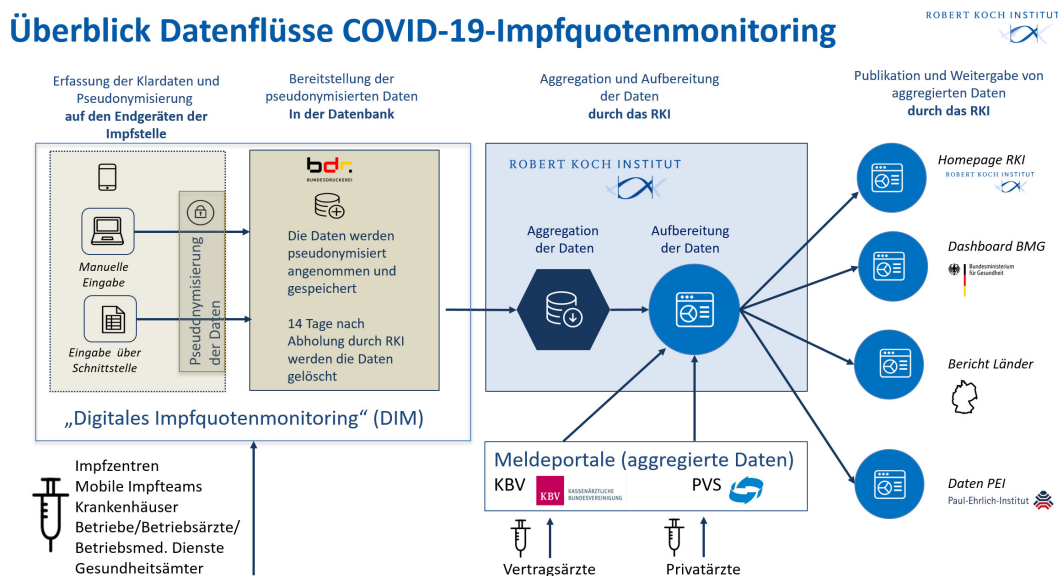 Überblick Datenflüsse COVID-19-Impfquotenmonitoring
ROBERT KOCH INSTITUT
Erfassung der Klardaten und
Pseudonymisierung
auf den Endgeräten der
Impfstelle
Bereitstellung der
pseudonymisierten Daten
In der Datenbank
Aggregation und Aufbereitung
der Daten
durch das RKI
Publikation und Weitergabe von
aggregierten Daten
durch das RKI
Manuelle
Eingabe
Eingabe über
Schnittstelle
Pseudonymisierung
der Daten
bdr.
BUNDESDRUCKEREI
Die Daten werden
pseudonymisiert
angenommen und
gespeichert
14 Tage nach
Abholung durch RKI
werden die Daten
gelöscht
„Digitales Impfquotenmonitoring“ (DIM)
ROBERT KOCH INSTITUT
Aggregation
der Daten
Aufbereitung
der Daten
Homepage RKI
ROBERT KOCH INSTITUT
Dashboard BMG
Bundesministerium
für Gesundheit
Bericht Länder
Daten PEI
Paul-Ehrlich-Institut
Meldeportale (aggregierte Daten)
KBV
KBV
KASSENÄRZTLICHE
BUNDESVEREINIGUNG
PVS
Vertragsärzte
Privatärzte
Impfzentren
Mobile Impfteams
Krankenhäuser
Betriebe/Betriebsärzte/
Betriebsmed. Dienste
Gesundheitsämter